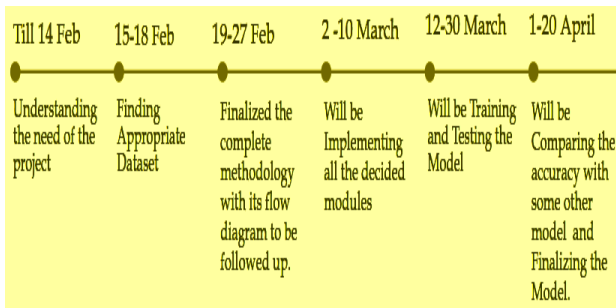 Till 14 Feb
15-18 Feb
19-27 Feb
2 -10 March
12-30 March
1-20 April
Understanding
the need of the
project
Finding
Appropriate
Dataset
Finalized the
complete
methodology
with its flow
diagram to be
followed up.
Will be
Implementing
all the decided
modules
Will be Training
and Testing the
Model
Will be
Comparing the
accuracy with
some other
model and
Finalizing the
Model.